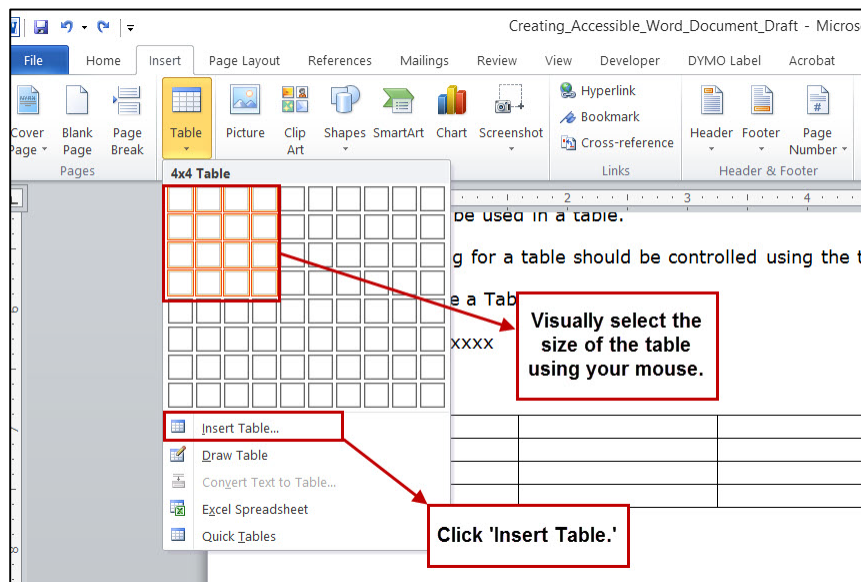 Creating_Accessible_Word_Document_Draft - Micros
File Home Insert Page Layout References Mailings Review View Developer DYMO Label Acrobat
Cover Page
Blank Page
Page Break
Table
Picture
Clip Art
Shapes
SmartArt
Chart
Screenshot
Hyperlink
Bookmark
Cross-reference
Header
Footer
Page Number
Pages
Links
Header & Footer
4x4 Table
2 3 4
be used in a table.
g for a table should be controlled using the t
e a Tab
xxxx
Visually select the
size of the table
using your mouse.
Insert Table...
Draw Table
Convert Text to Table...
Excel Spreadsheet
Quick Tables
Click 'Insert Table.'